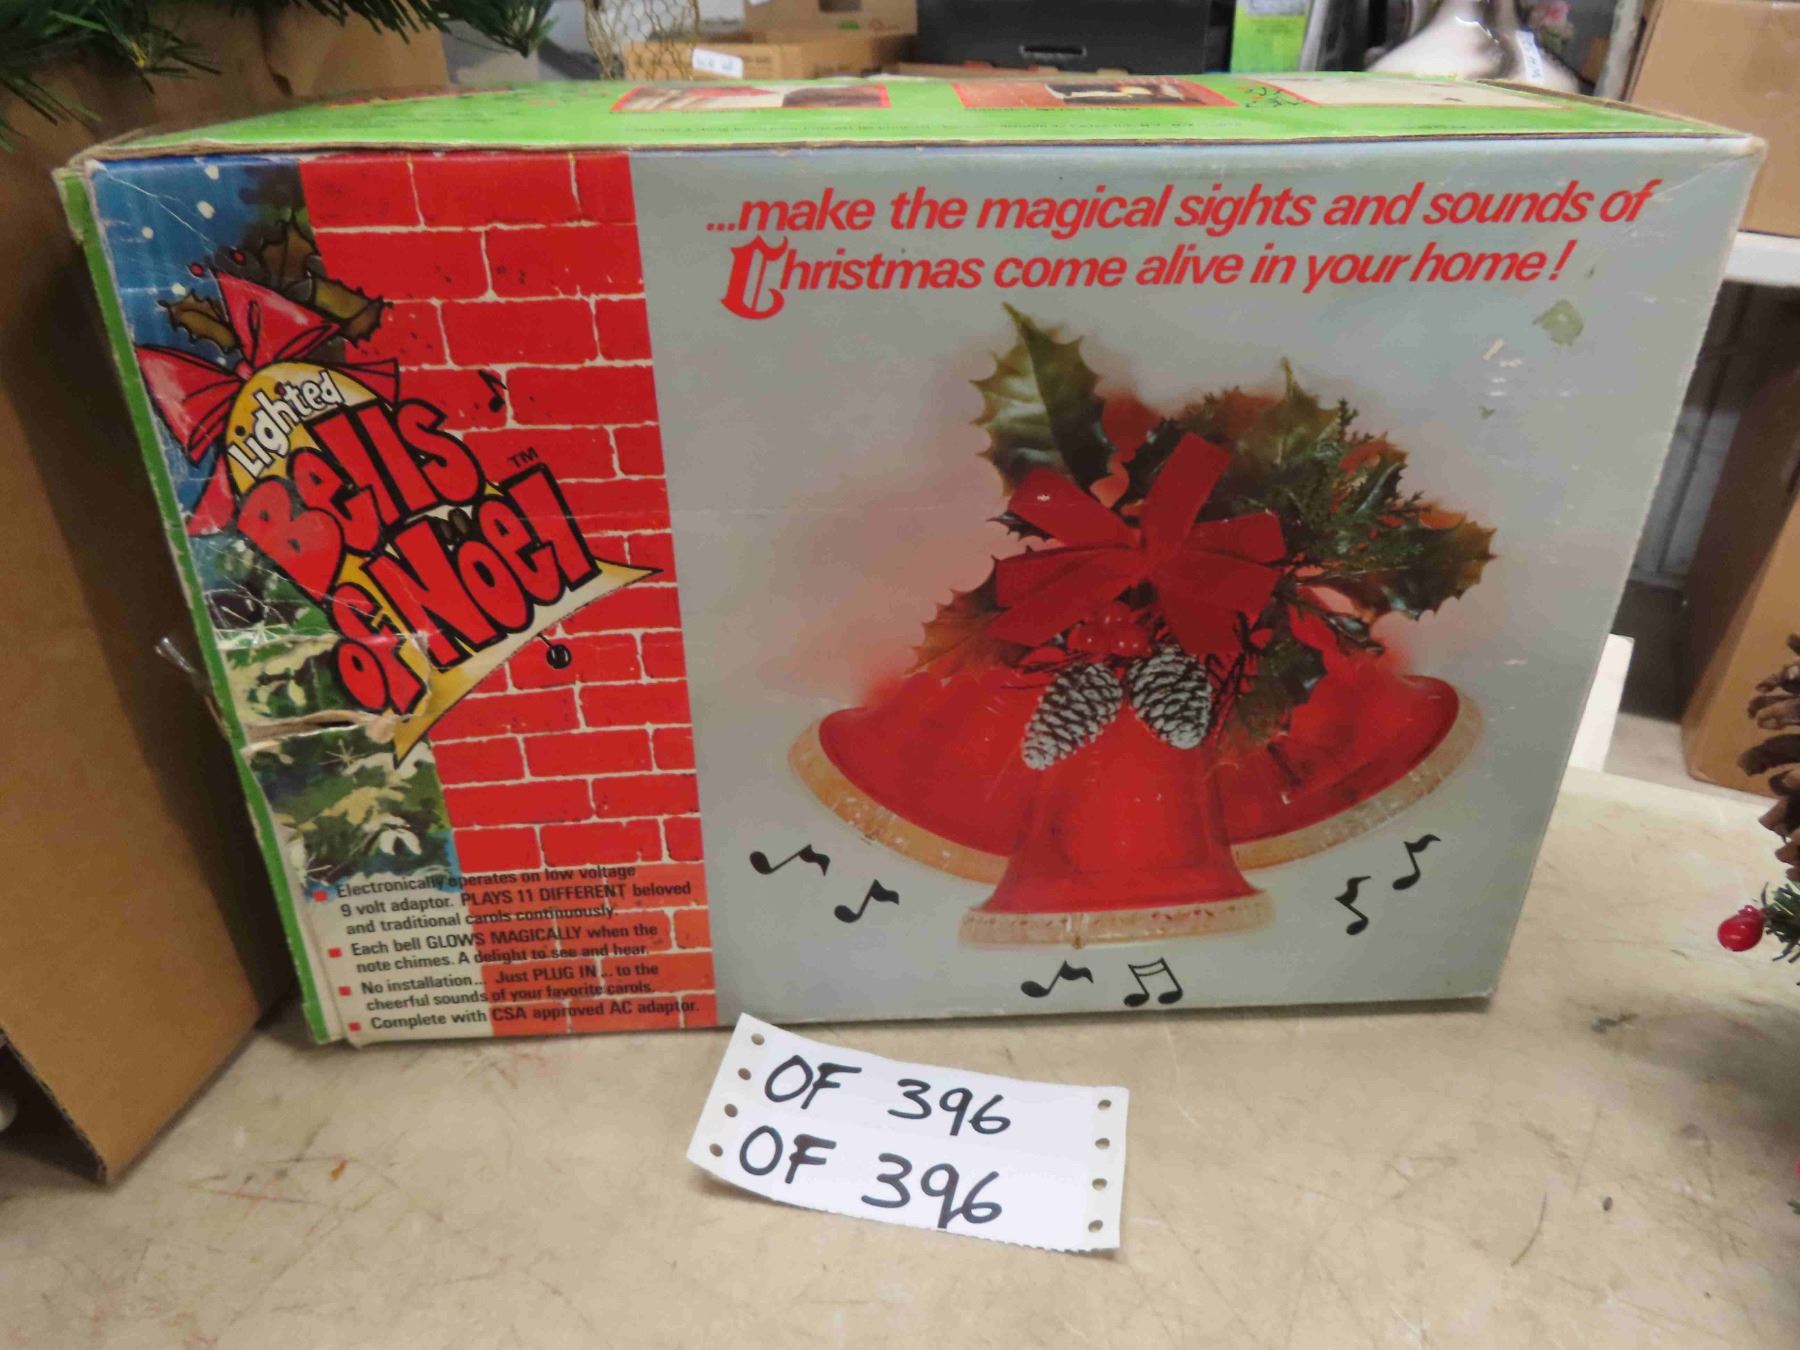 ...make the magical sights and sounds of
Christmas come alive in your home!
Lighted
Bells
of Noël™
Electronically operates on low voltage
9 volt adaptor. PLAYS 11 DIFFERENT beloved
and traditional carols continuously.
Each bell GLOWS MAGICALLY when the
note chimes. A delight to see and hear.
No installation... Just PLUG IN... to the
cheerful sounds of your favorite carols.
Complete with CSA approved AC adaptor.
OF 396
OF 396